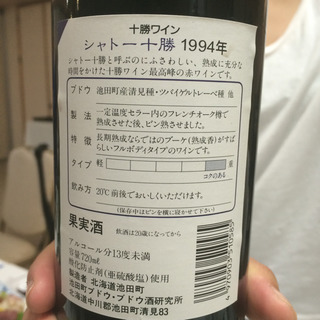 十勝ワイン
シャトー十勝 1994年
シャトー十勝と呼ぶのにふさわしい、熟成に充分な
時間をかけた十勝ワイン最高峰の赤ワインです。
ブドウ 池田町産清見種・ツバイゲルトレーベ種 他
製法 一定温度セラー内のフレンチオーク樽で
熟成させた後、ビン熟させました。
特徴 長期熟成ならではのブーケ(熟成香)がすば
らしいフルボディタイプのワインです。
タイプ 軽 重
コクのある
飲み方 20℃前後でおいしくいただけます。
(保存中はビンを横に寝かせて下さい)
果実酒 飲酒は20歳になってから
アルコール分13度未満
容量720ml
酸化防止剤(亜硫酸塩)使用
製造者 北海道池田町
池田町ブドウ・ブドウ酒研究所
北海道中川郡池田町清見83
4970903510585